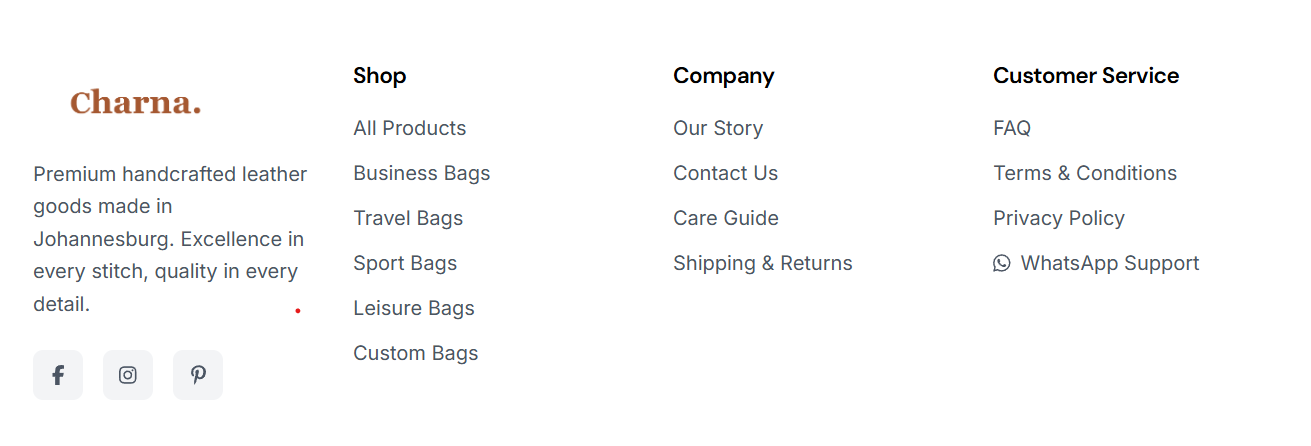 Charna.
Premium handcrafted leather
goods made in
Johannesburg. Excellence in
every stitch, quality in every
detail.
Shop
All Products
Business Bags
Travel Bags
Sport Bags
Leisure Bags
Custom Bags
Company
Our Story
Contact Us
Care Guide
Shipping & Returns
Customer Service
FAQ
Terms & Conditions
Privacy Policy
WhatsApp Support